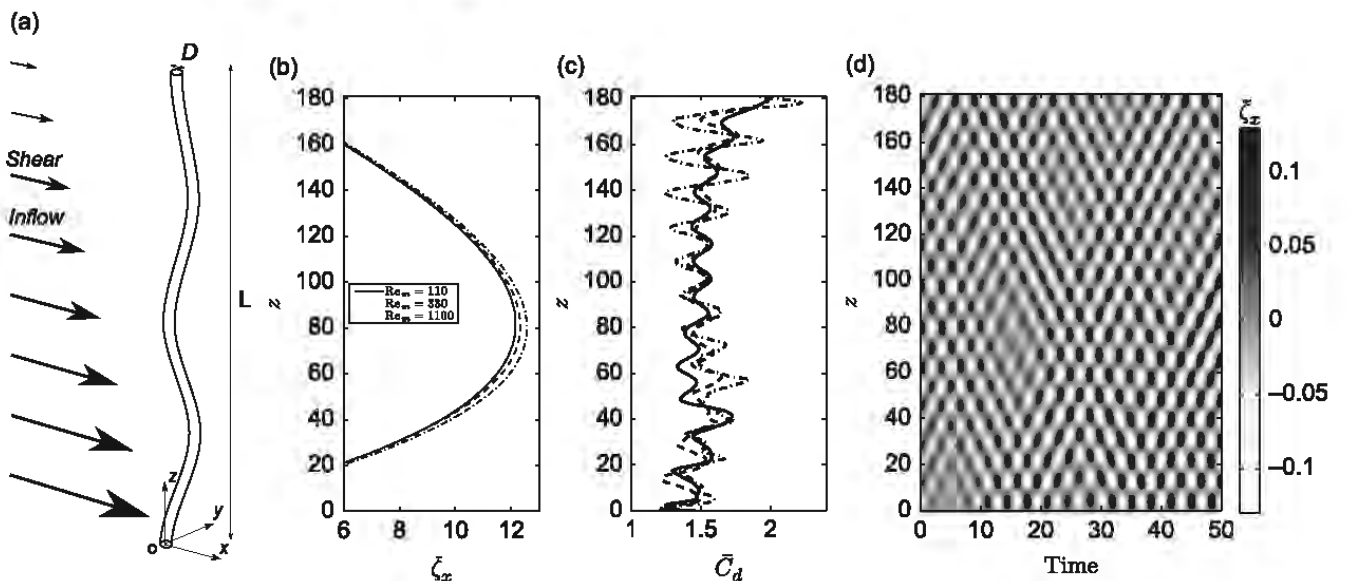 (a)
D
Shear
Inflow
L
z
y
o
x
(b)
180
160
140
120
100
80
60
40
20
0
z
Re_m = 110
Re_m = 330
Re_m = 1100
6
8
10
12
ζ̄_x
(c)
180
160
140
120
100
80
60
40
20
0
z
1
1.5
2
C̄_d
(d)
180
160
140
120
100
80
60
40
20
0
z
0
10
20
30
40
50
Time
ξ̄_x
0.1
0.05
0
−0.05
−0.1